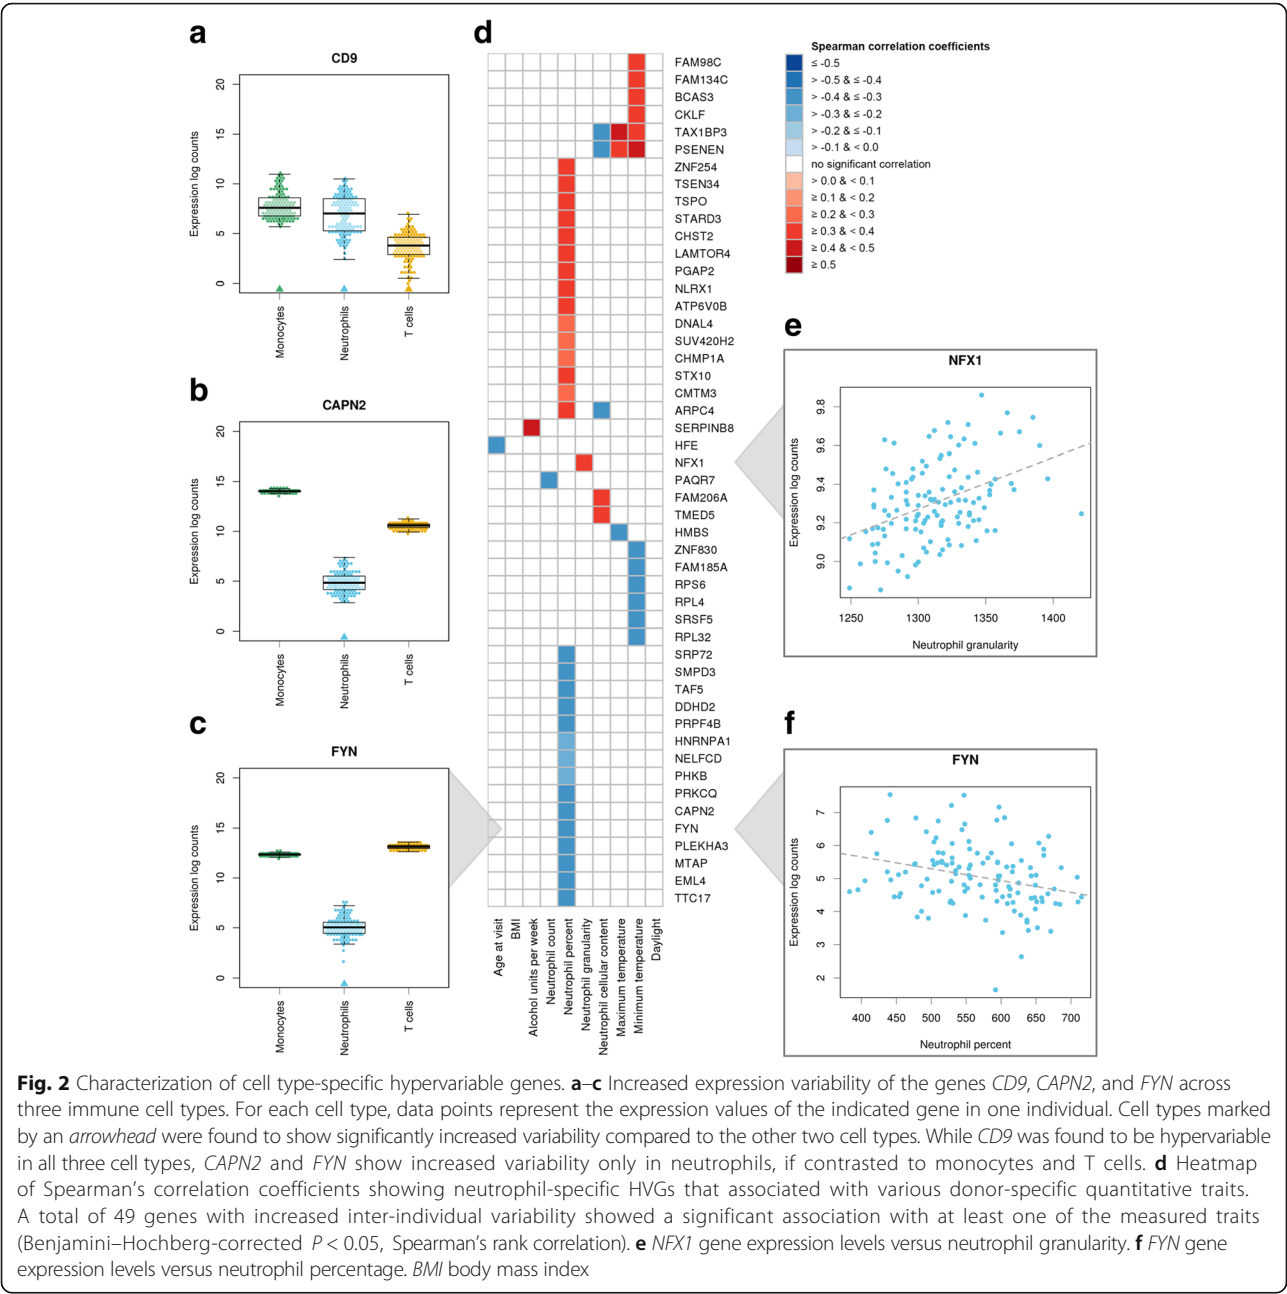 a
CD9
Expression log counts
20
15
10
5
0
Monocytes
Neutrophils
T cells
b
CAPN2
Expression log counts
20
15
10
5
0
Monocytes
Neutrophils
T cells
c
FYN
Expression log counts
20
15
10
5
0
Monocytes
Neutrophils
T cells
d
FAM98C
FAM134C
BCAS3
CKLF
TAX1BP3
PSENEN
ZNF254
TSEN34
TSPO
STARD3
CHST2
LAMTOR4
PGAP2
NLRX1
ATP6V0B
DNAL4
SUV420H2
CHMP1A
STX10
CMTM3
ARPC4
SERPINB8
HFE
NFX1
PAQR7
FAM206A
TMED5
HMBS
ZNF830
FAM185A
RPS6
RPL4
SRSF5
RPL32
SRP72
SMPD3
TAF5
DDHD2
PRPF4B
HNRNPA1
NELFCD
PHKB
PRKCQ
CAPN2
FYN
PLEKHA3
MTAP
EML4
TTC17
Age at visit
BMI
Alcohol units per week
Neutrophil count
Neutrophil percent
Neutrophil granularity
Neutrophil cellular content
Maximum temperature
Minimum temperature
Daylight
Spearman correlation coefficients
≤ -0.5
> -0.5 & ≤ -0.4
> -0.4 & ≤ -0.3
> -0.3 & ≤ -0.2
> -0.2 & ≤ -0.1
> -0.1 & < 0.0
no significant correlation
> 0.0 & < 0.1
≥ 0.1 & < 0.2
≥ 0.2 & < 0.3
≥ 0.3 & < 0.4
≥ 0.4 & < 0.5
≥ 0.5
e
NFX1
Expression log counts
9.8
9.6
9.4
9.2
9.0
1250 1300 1350 1400
Neutrophil granularity
f
FYN
Expression log counts
7
6
5
4
3
2
400 450 500 550 600 650 700
Neutrophil percent
Fig. 2 Characterization of cell type-specific hypervariable genes. a–c Increased expression variability of the genes CD9, CAPN2, and FYN across
three immune cell types. For each cell type, data points represent the expression values of the indicated gene in one individual. Cell types marked
by an arrowhead were found to show significantly increased variability compared to the other two cell types. While CD9 was found to be hypervariable
in all three cell types, CAPN2 and FYN show increased variability only in neutrophils, if contrasted to monocytes and T cells. d Heatmap
of Spearman's correlation coefficients showing neutrophil-specific HVGs that associated with various donor-specific quantitative traits.
A total of 49 genes with increased inter-individual variability showed a significant association with at least one of the measured traits
(Benjamini–Hochberg-corrected P < 0.05, Spearman's rank correlation). e NFX1 gene expression levels versus neutrophil granularity. f FYN gene
expression levels versus neutrophil percentage. BMI body mass index